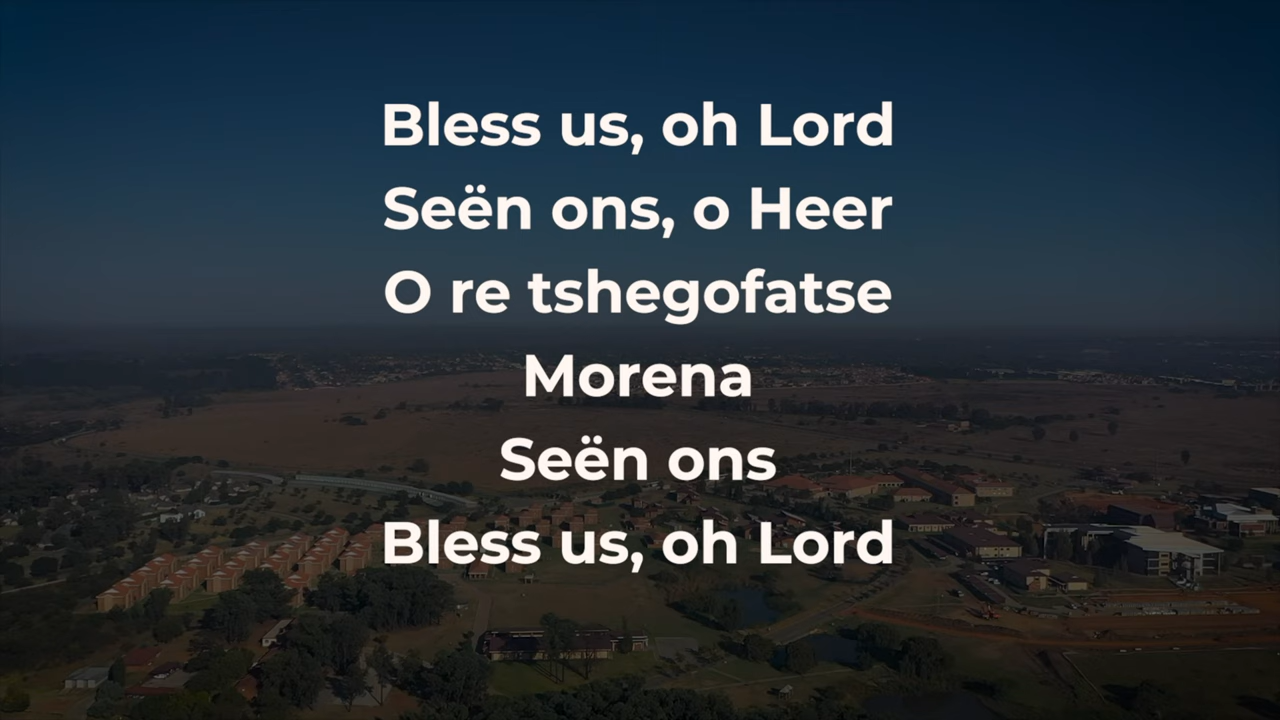 Bless us, oh Lord
Seën ons, o Heer
O re tshegofatse
Morena
Seën ons
Bless us, oh Lord